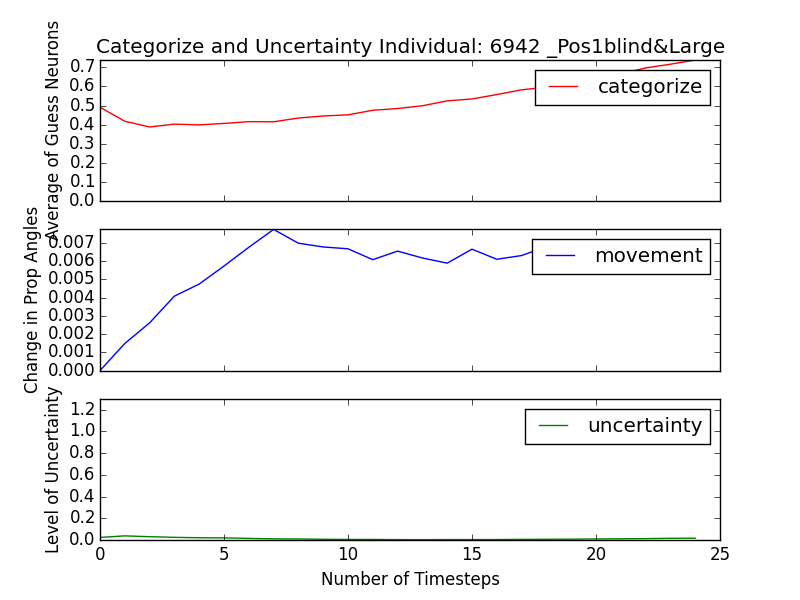 Categorize and Uncertainty Individual: 6942 _Pos1blind&Large
Average of Guess Neurons
0.7
0.6
0.5
0.4
0.3
0.2
0.1
0.0
categorize
Change in Prop Angles
0.007
0.006
0.005
0.004
0.003
0.002
0.001
0.000
movement
Level of Uncertainty
1.2
1.0
0.8
0.6
0.4
0.2
0.0
uncertainty
0 5 10 15 20 25
Number of Timesteps